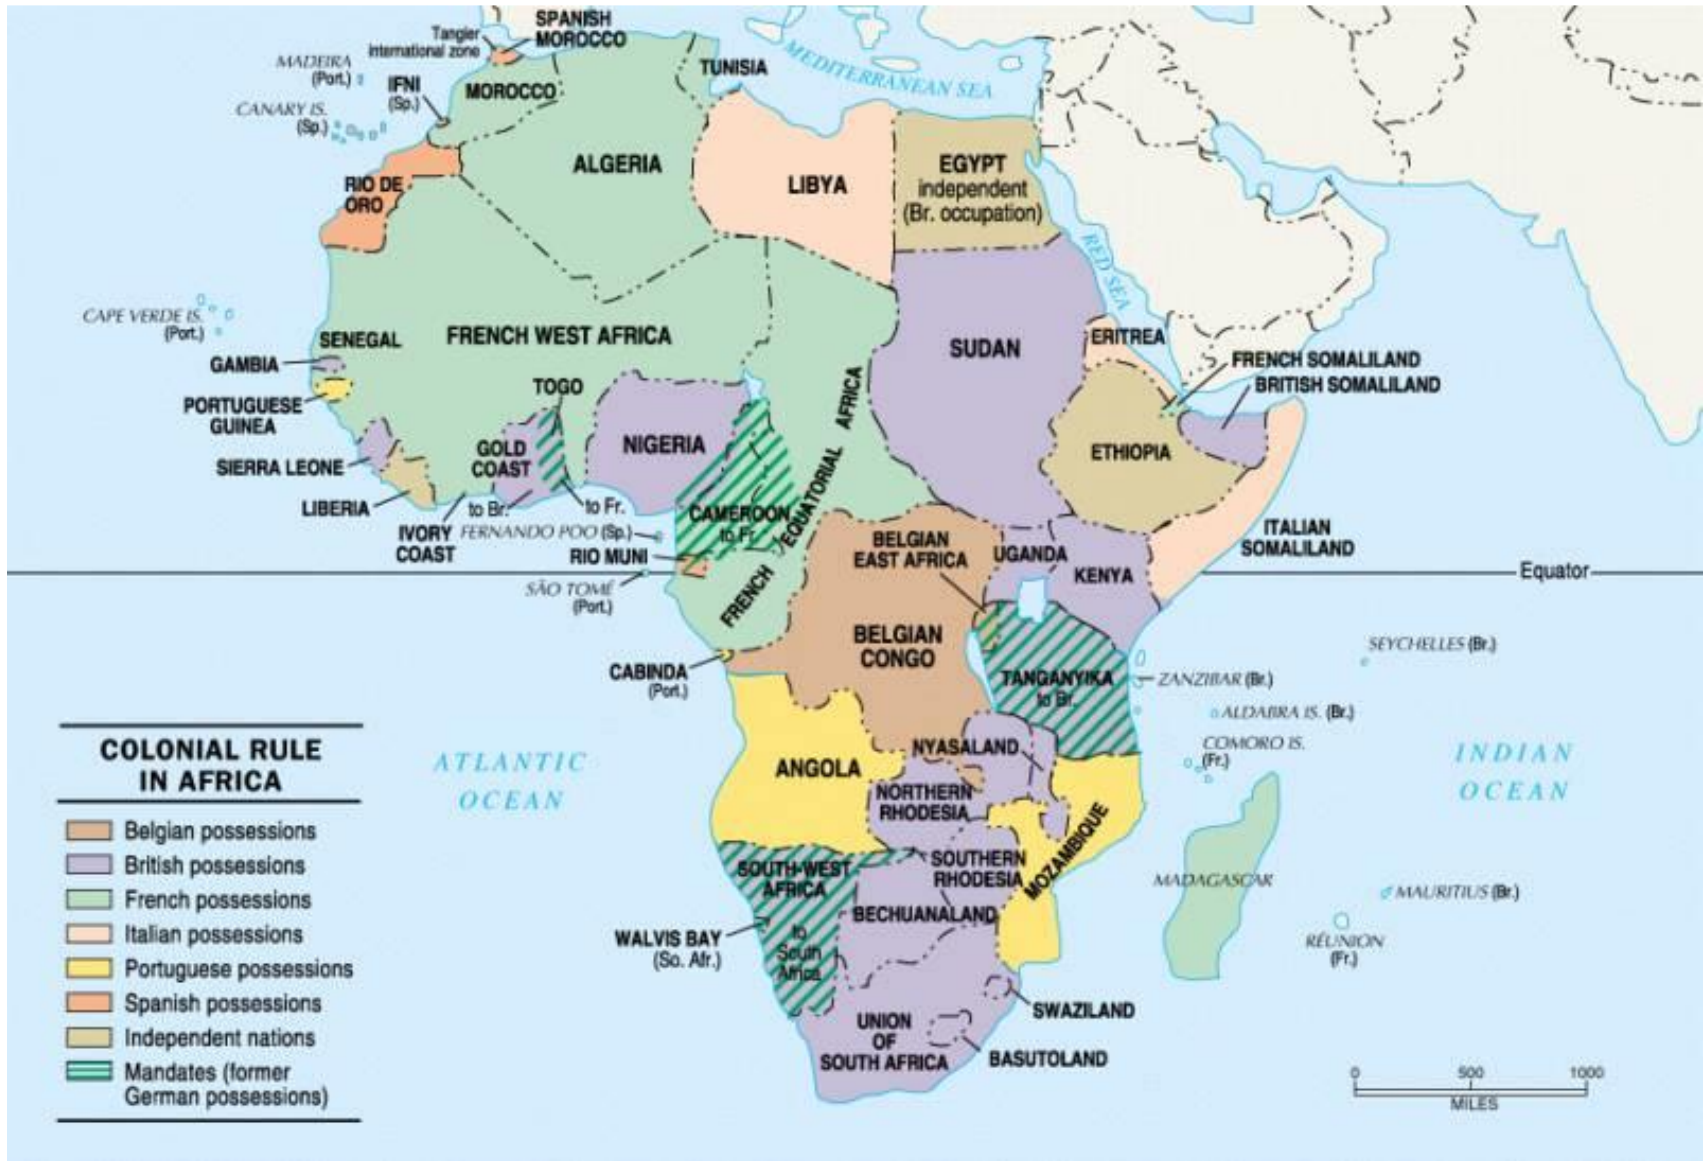 SPANISH
MOROCCO
Tangier
international zone
MADEIRA
(Port.)
IFNI
(Sp.)
MOROCCO
TUNISIA
MEDITERRANEAN SEA
CANARY IS.
(Sp.)
ALGERIA
LIBYA
EGYPT
independent
(Br. occupation)
RIO DE
ORO
RED SEA
CAPE VERDE IS.
(Port.)
SENEGAL
FRENCH WEST AFRICA
SUDAN
ERITREA
GAMBIA
FRENCH SOMALILAND
BRITISH SOMALILAND
TOGO
PORTUGUESE
GUINEA
FRENCH EQUATORIAL AFRICA
NIGERIA
GOLD
COAST
ETHIOPIA
SIERRA LEONE
LIBERIA
to Br.
to Fr.
IVORY
COAST
FERNANDO POO (Sp.)
CAMEROON
to Fr.
ITALIAN
SOMALILAND
RIO MUNI
BELGIAN
EAST AFRICA
UGANDA
KENYA
Equator
SÃO TOMÉ
(Port.)
BELGIAN
CONGO
SEYCHELLES (Br.)
CABINDA
(Port.)
TANGANYIKA
to Br.
ZANZIBAR (Br.)
ALDABRA IS. (Br.)
COMORO IS.
(Fr.)
ATLANTIC
OCEAN
INDIAN
OCEAN
ANGOLA
NYASALAND
NORTHERN
RHODESIA
MOZAMBIQUE
SOUTH-WEST
AFRICA
to
South
Africa
SOUTHERN
RHODESIA
MADAGASCAR
MAURITIUS (Br.)
BECHUANALAND
WALVIS BAY
(So. Afr.)
RÉUNION
(Fr.)
SWAZILAND
UNION
OF
SOUTH AFRICA
BASUTOLAND
COLONIAL RULE
IN AFRICA
Belgian possessions
British possessions
French possessions
Italian possessions
Portuguese possessions
Spanish possessions
Independent nations
Mandates (former
German possessions)
0 500 1000
MILES